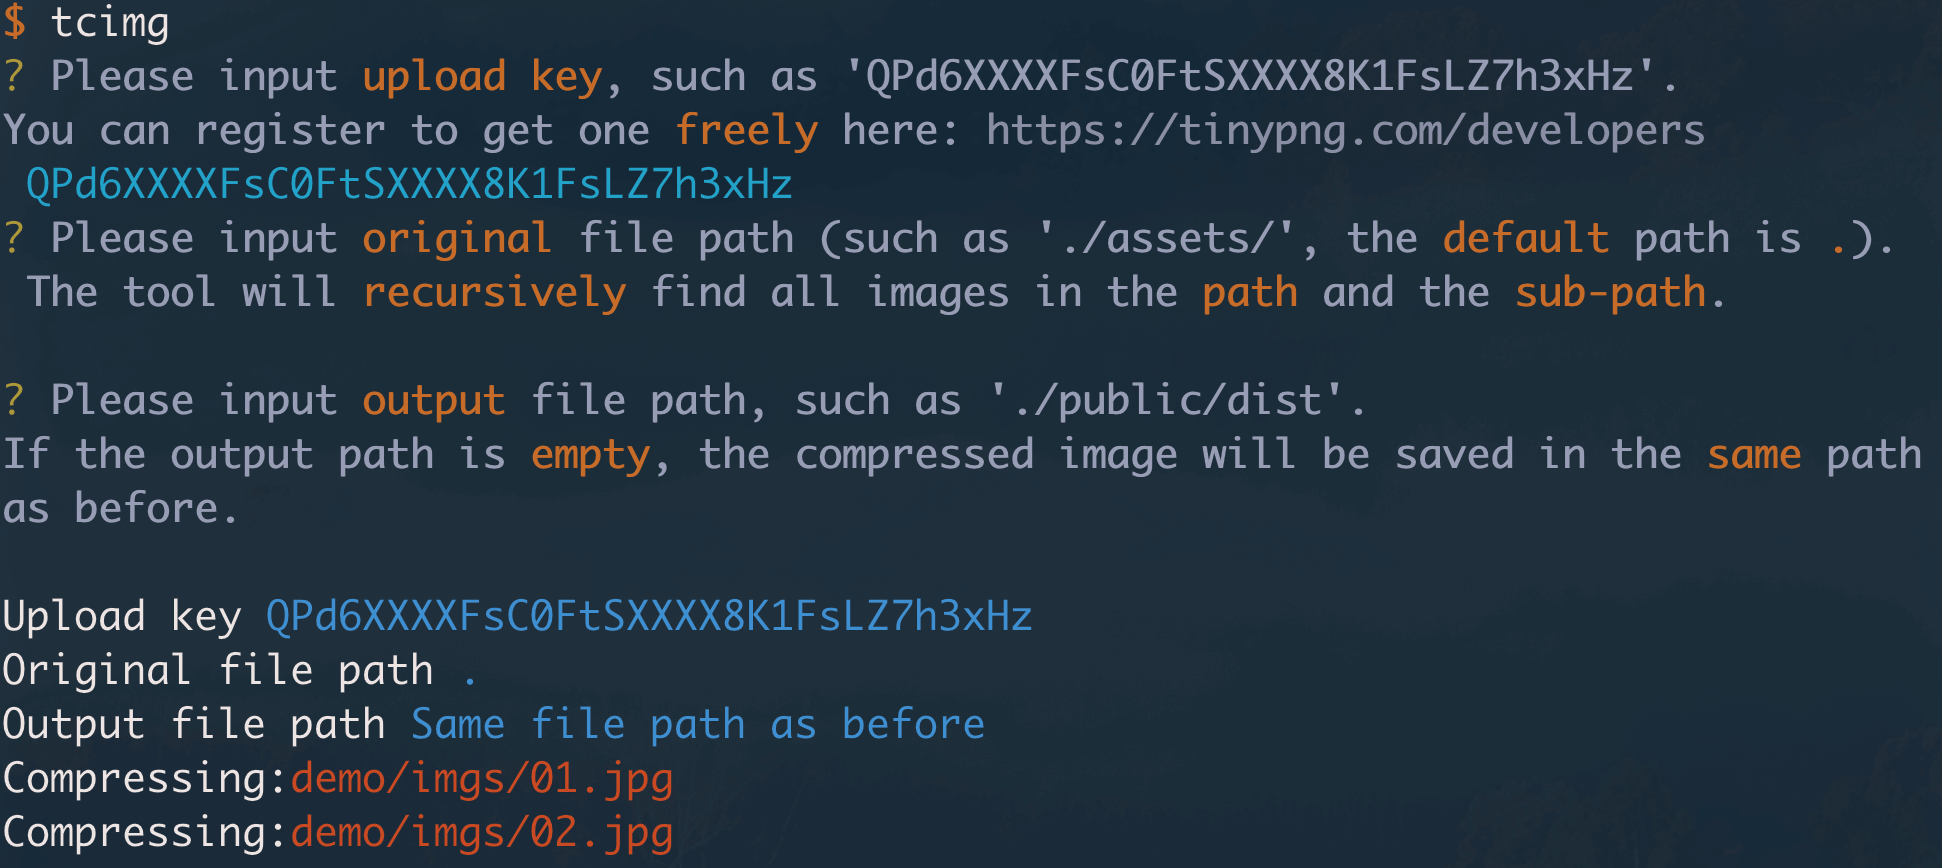 $ tcimg
? Please input upload key, such as 'QPd6XXXXFsC0FtSXXXX8K1FsLZ7h3xHz'.
You can register to get one freely here: https://tinypng.com/developers
QPd6XXXXFsC0FtSXXXX8K1FsLZ7h3xHz
? Please input original file path (such as './assets/', the default path is .).
The tool will recursively find all images in the path and the sub-path.
? Please input output file path, such as './public/dist'.
If the output path is empty, the compressed image will be saved in the same path
as before.
Upload key QPd6XXXXFsC0FtSXXXX8K1FsLZ7h3xHz
Original file path .
Output file path Same file path as before
Compressing:demo/imgs/01.jpg
Compressing:demo/imgs/02.jpg